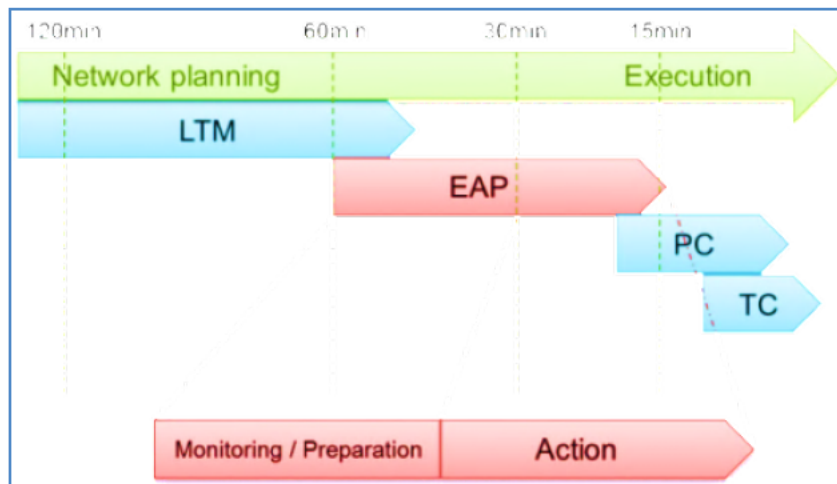 120min 60min 30min 15min
Network planning Execution
LTM
EAP
PC
TC
Monitoring / Preparation Action